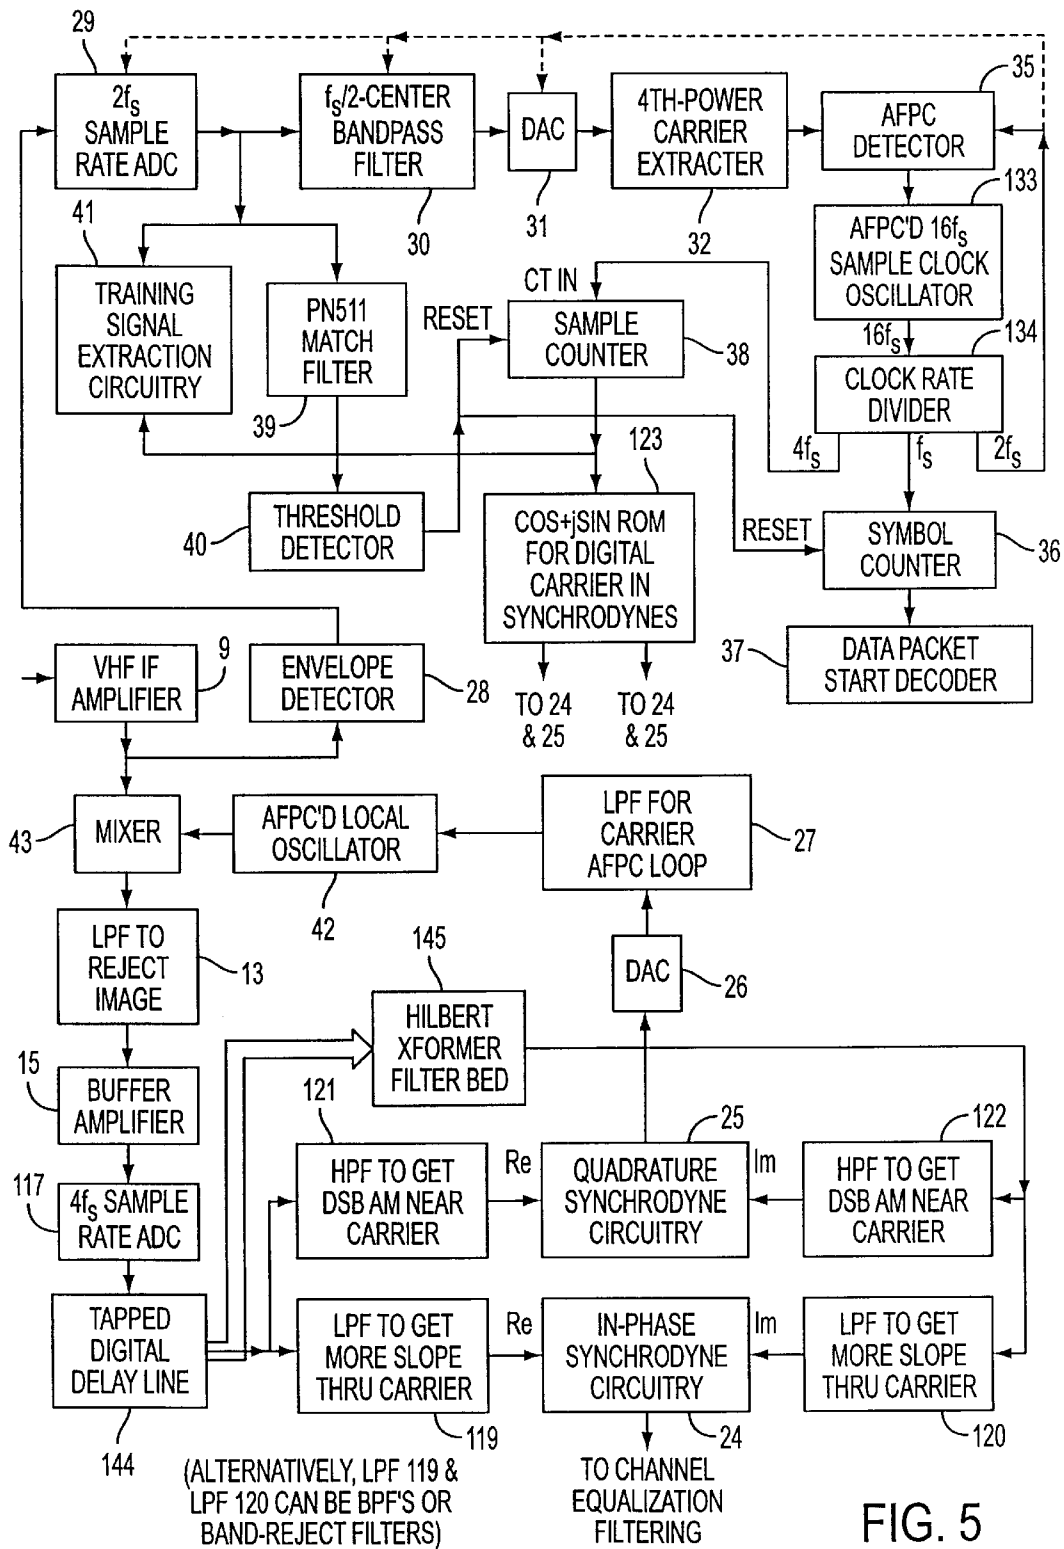 29
2fs
SAMPLE
RATE ADC
fs/2-CENTER
BANDPASS
FILTER
30
DAC
31
4TH-POWER
CARRIER
EXTRACTER
32
35
AFPC
DETECTOR
133
AFPC'D 16fs
SAMPLE CLOCK
OSCILLATOR
16fs
134
CLOCK RATE
DIVIDER
4fs
fs
2fs
41
TRAINING
SIGNAL
EXTRACTION
CIRCUITRY
PN511
MATCH
FILTER
39
CT IN
RESET
SAMPLE
COUNTER
38
123
THRESHOLD
DETECTOR
40
COS+jSIN ROM
FOR DIGITAL
CARRIER IN
SYNCHRODYNES
TO 24
& 25
TO 24
& 25
RESET
SYMBOL
COUNTER
36
37
DATA PACKET
START DECODER
VHF IF
AMPLIFIER
9
ENVELOPE
DETECTOR
28
MIXER
43
AFPC'D LOCAL
OSCILLATOR
42
LPF FOR
CARRIER
AFPC LOOP
27
LPF TO
REJECT
IMAGE
13
145
HILBERT
XFORMER
FILTER BED
DAC
26
15
BUFFER
AMPLIFIER
121
HPF TO GET
DSB AM NEAR
CARRIER
Re
25
QUADRATURE
SYNCHRODYNE
CIRCUITRY
Im
122
HPF TO GET
DSB AM NEAR
CARRIER
117
4fs SAMPLE
RATE ADC
TAPPED
DIGITAL
DELAY LINE
144
LPF TO GET
MORE SLOPE
THRU CARRIER
119
Re
IN-PHASE
SYNCHRODYNE
CIRCUITRY
24
Im
LPF TO GET
MORE SLOPE
THRU CARRIER
120
(ALTERNATIVELY, LPF 119 &
LPF 120 CAN BE BPF'S OR
BAND-REJECT FILTERS)
TO CHANNEL
EQUALIZATION
FILTERING
FIG. 5